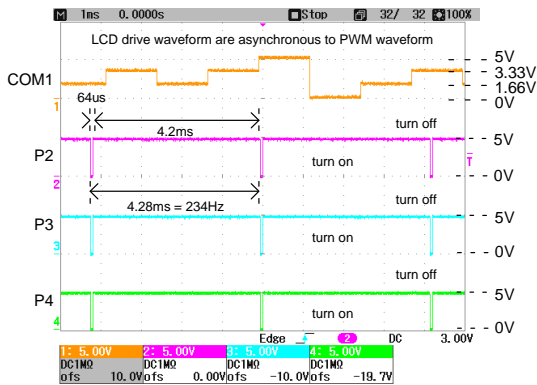 M 1ms 0.0000s Stop 32/ 32 100%
LCD drive waveform are asynchronous to PWM waveform
5V
3.33V
1.66V
0V
COM1
1
64us
4.2ms
turn off
5V
P2
turn on
T
2
0V
4.28ms = 234Hz
turn off
5V
P3
turn on
3
0V
turn off
5V
P4
turn on
4
0V
Edge 2 DC 3.00V
1: 5.00V 2: 5.00V 3: 5.00V 4: 5.00V
DC1MΩ DC1MΩ DC1MΩ DC1MΩ
ofs 10.0V ofs 0.00V ofs -10.0V ofs -19.7V